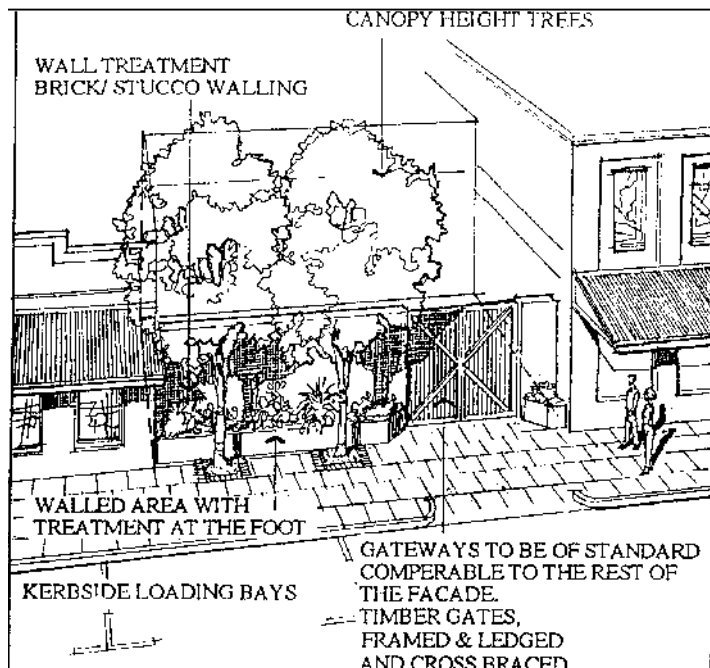 CANOPY HEIGHT TREES
WALL TREATMENT
BRICK/ STUCCO WALLING
WALLED AREA WITH
TREATMENT AT THE FOOT
KERBSIDE LOADING BAYS
GATEWAYS TO BE OF STANDARD
COMPERABLE TO THE REST OF
THE FACADE.
TIMBER GATES,
FRAMED & LEDGED
AND CROSS BRACED